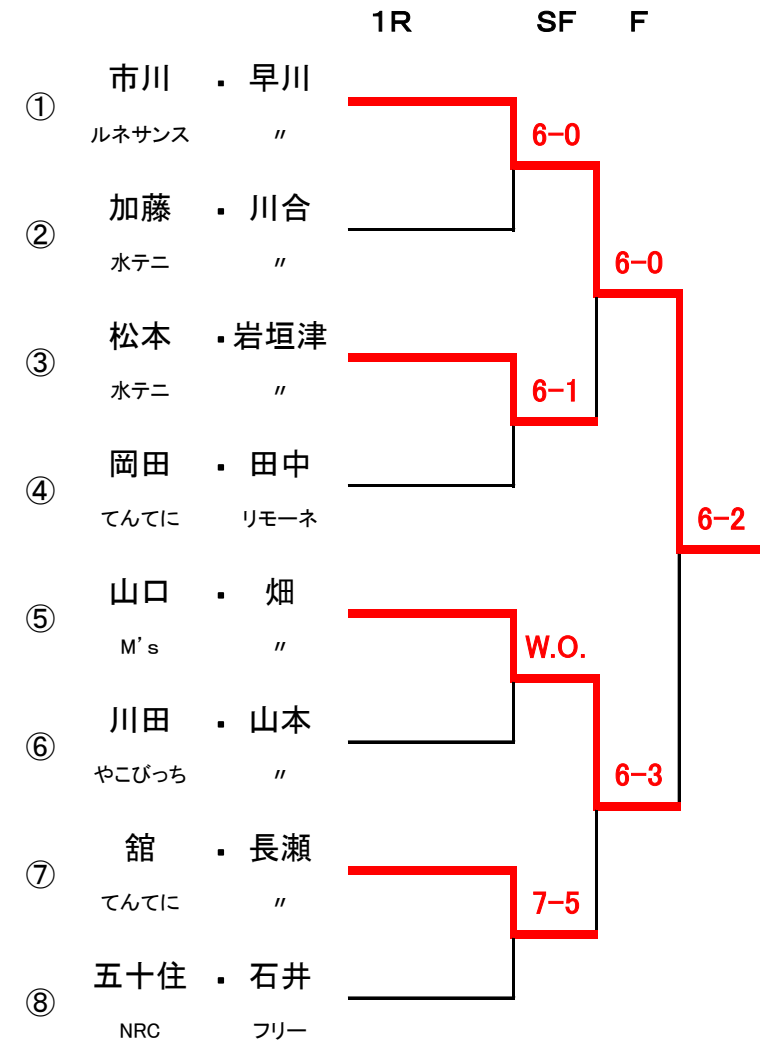 1R SF F
市川 ・ 早川
①
ルネサンス 〃
6-0
加藤 ・ 川合
②
水テニ 〃
6-0
松本 ・ 岩垣津
③
水テニ 〃
6-1
岡田 ・ 田中
④
てんてに リモーネ
6-2
山口 ・ 畑
⑤
M's 〃
W.O.
川田 ・ 山本
⑥
やこびっち 〃
6-3
舘 ・ 長瀬
⑦
てんてに 〃
7-5
五十住 ・ 石井
⑧
NRC フリー